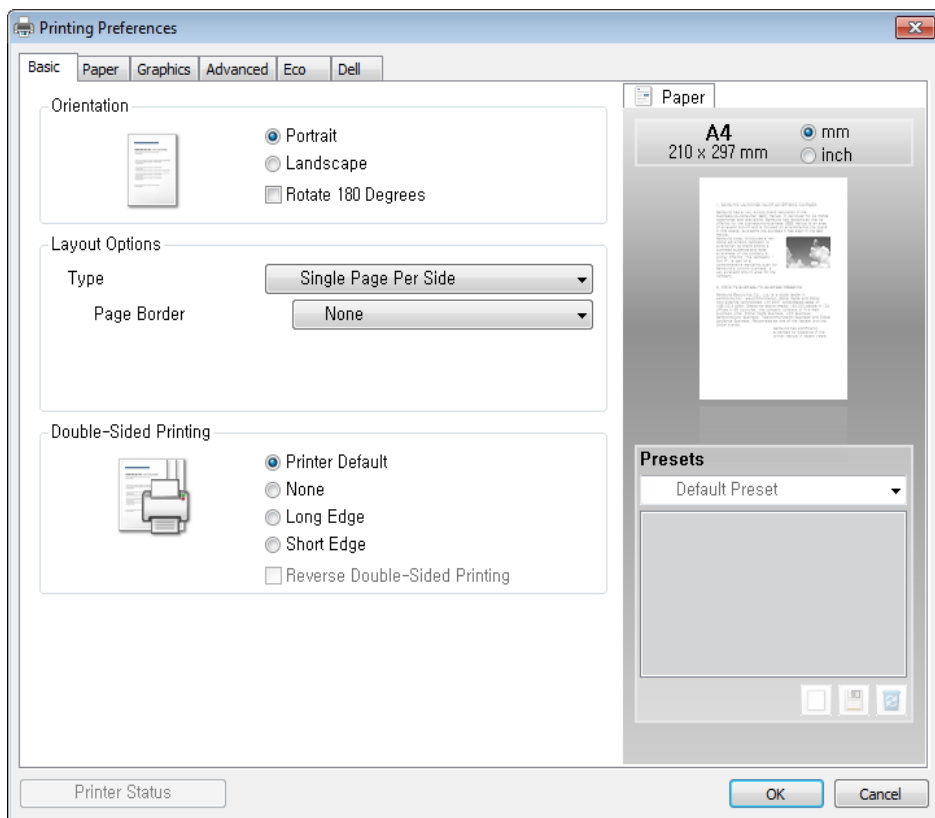 Printing Preferences
Basic Paper Graphics Advanced Eco Dell
Orientation
Portrait
Landscape
Rotate 180 Degrees
Layout Options
Type Single Page Per Side
Page Border None
Double-Sided Printing
Printer Default
None
Long Edge
Short Edge
Reverse Double-Sided Printing
Paper
A4
210 x 297 mm
mm
inch
Presets
Default Preset
Printer Status
OK Cancel